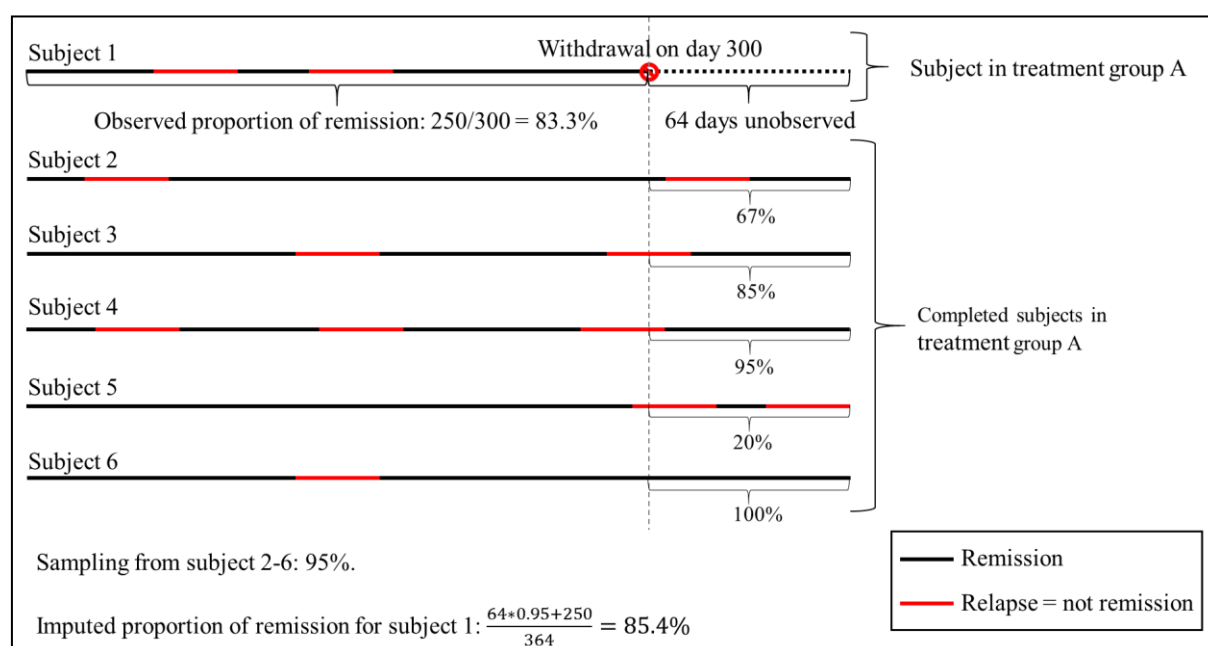 Subject 1
Withdrawal on day 300
Subject in treatment group A
Observed proportion of remission: 250/300 = 83.3%
64 days unobserved
Subject 2
67%
Subject 3
85%
Subject 4
95%
Completed subjects in
treatment group A
Subject 5
20%
Subject 6
100%
Sampling from subject 2-6: 95%.
Remission
Relapse = not remission
Imputed proportion of remission for subject 1: (64*0.95+250)/364 = 85.4%